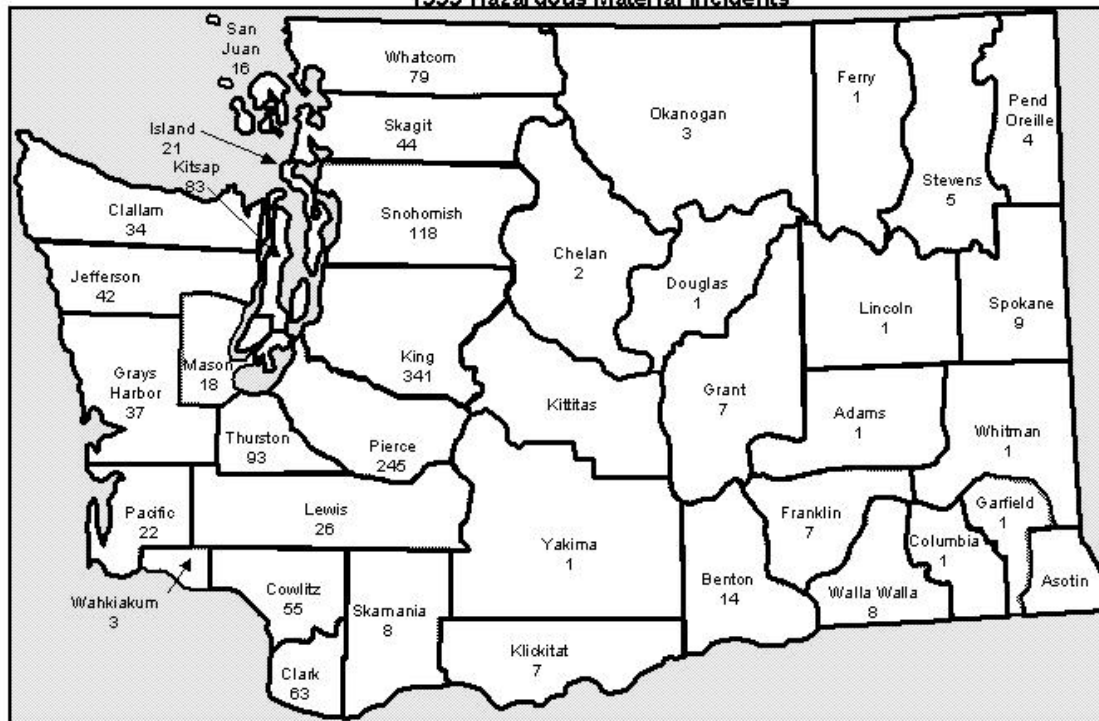 1999 Hazardous Material Incidents
San
Juan
16
Whatcom
79
Okanogan
3
Ferry
1
Pend
Oreille
4
Stevens
5
Island
21
Kitsap
83
Skagit
44
Clallam
34
Snohomish
118
Chelan
2
Douglas
1
Lincoln
1
Spokane
9
Jefferson
42
Grays
Harbor
37
Mason
18
King
341
Kittitas
Grant
7
Adams
1
Whitman
1
Thurston
93
Pierce
245
Pacific
22
Lewis
26
Yakima
1
Benton
14
Franklin
7
Walla Walla
8
Columbia
1
Garfield
1
Asotin
Wahkiakum
3
Cowlitz
55
Skamania
8
Klickitat
7
Clark
63